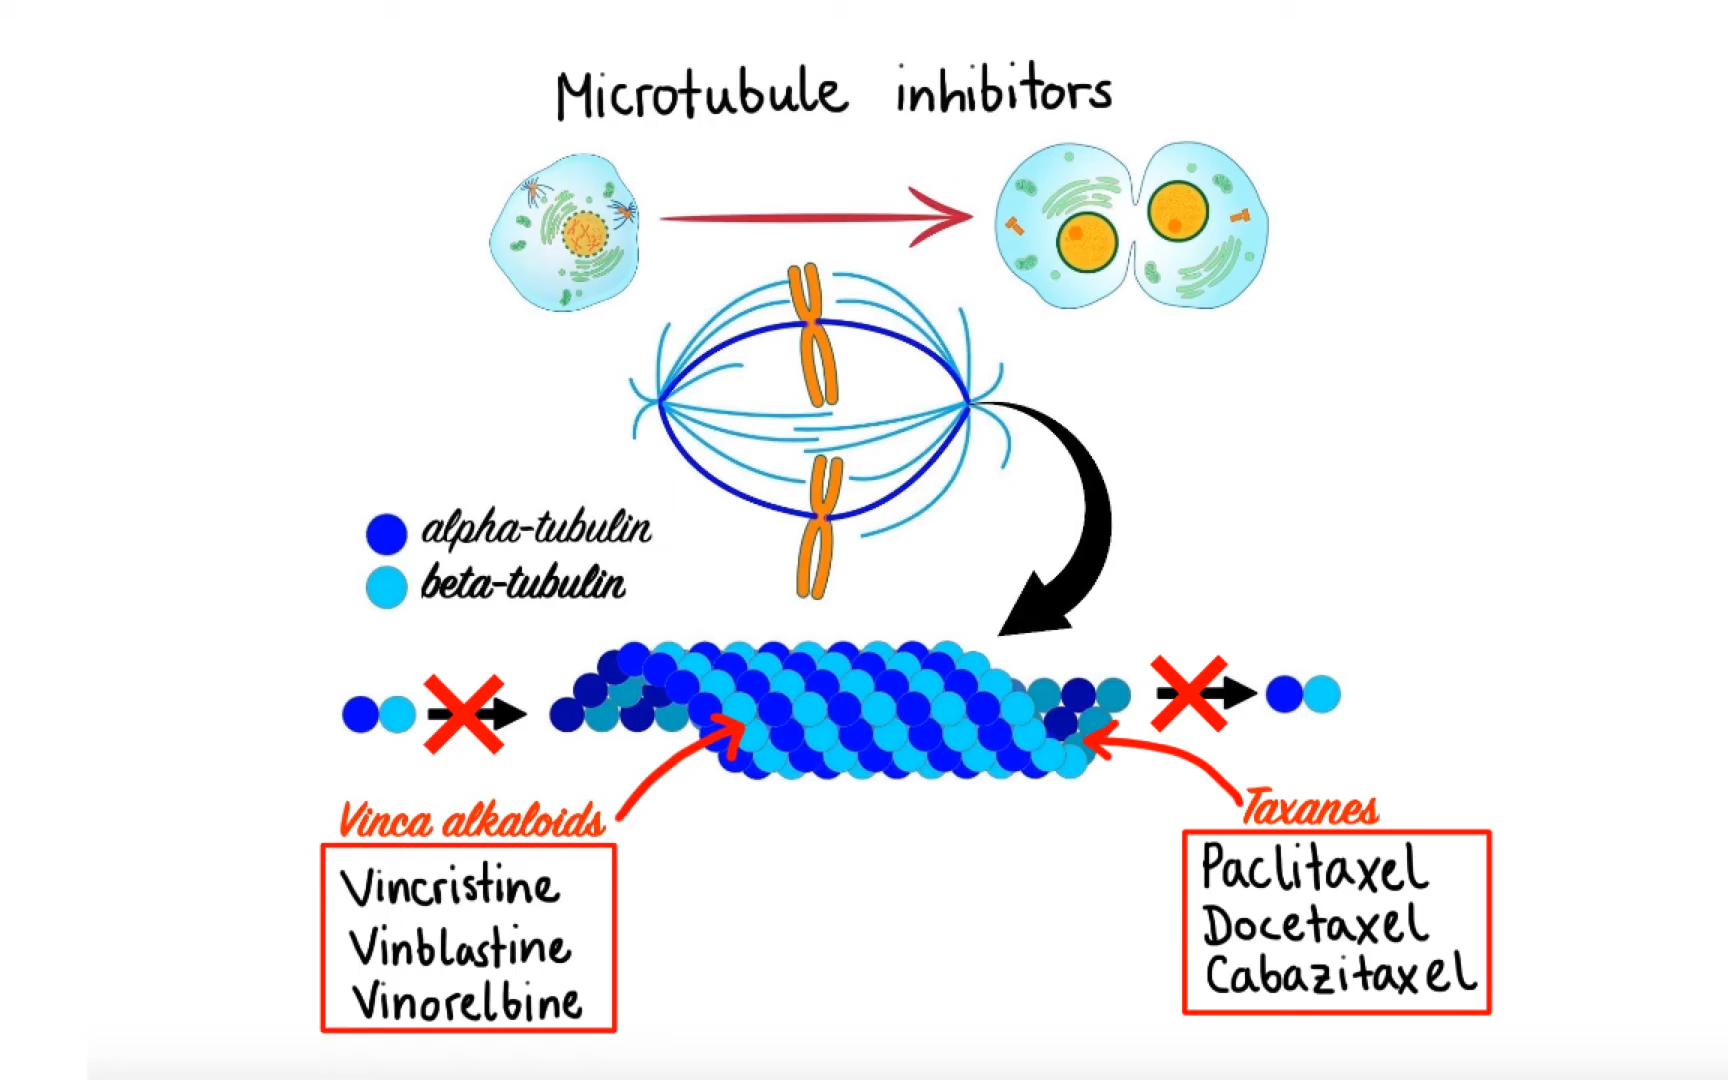 Microtubule inhibitors
alpha-tubulin
beta-tubulin
Vinca alkaloids
Vincristine
Vinblastine
Vinorelbine
Taxanes
Paclitaxel
Docetaxel
Cabazitaxel